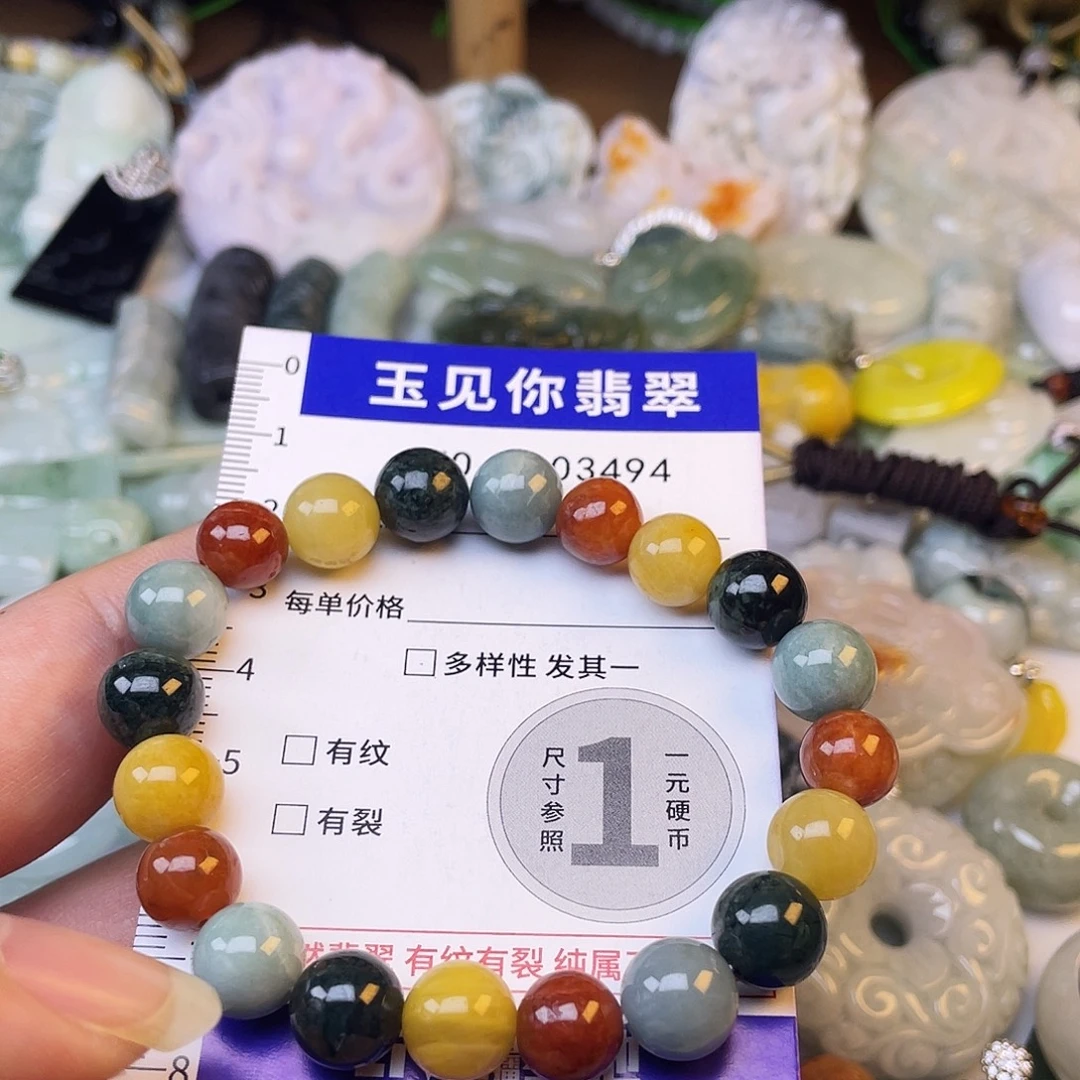 玉见你翡翠
0
1
03494
每单价格
4
多样性 发其一
5
有纹
有裂
尺寸参照
1
一元硬币
翡翠 有纹有裂 纯属
8